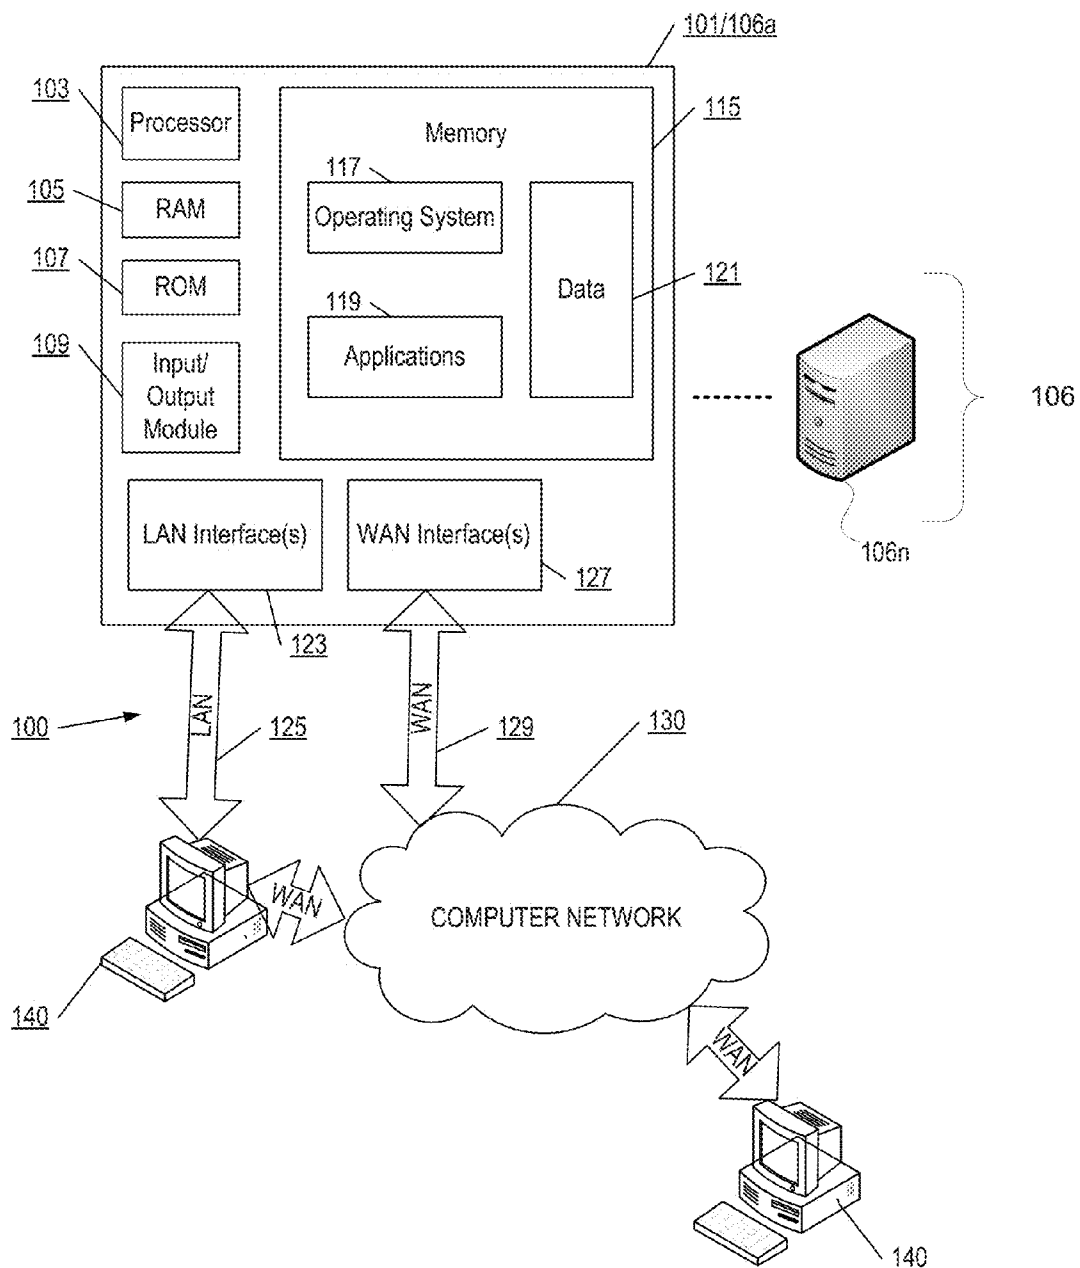 101/106a
103
Processor
115
Memory
117
Operating System
105
RAM
107
ROM
Data
121
119
Applications
109
Input/
Output
Module
106
106n
LAN Interface(s)
WAN Interface(s)
127
123
LAN
WAN
100
125
129
130
WAN
COMPUTER NETWORK
140
WAN
140